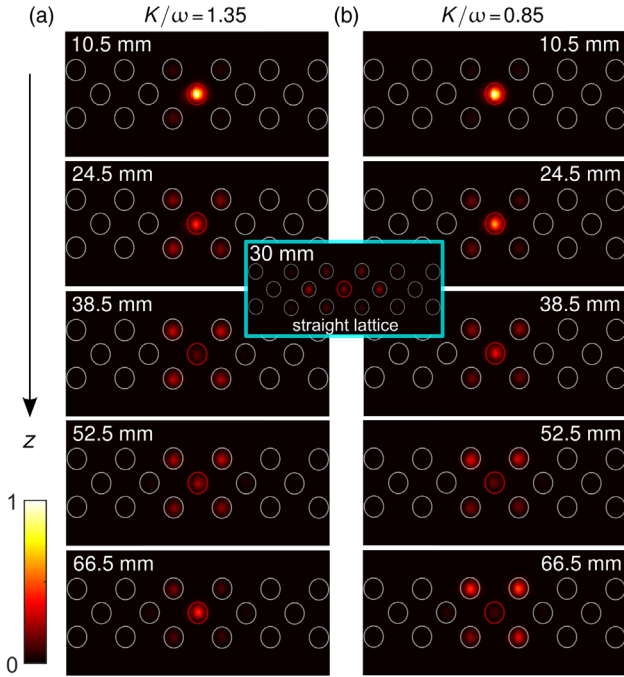 (a) K/ω=1.35 (b) K/ω=0.85
10.5 mm 10.5 mm
24.5 mm 24.5 mm
30 mm
straight lattice
38.5 mm 38.5 mm
z
52.5 mm 52.5 mm
1
66.5 mm 66.5 mm
0